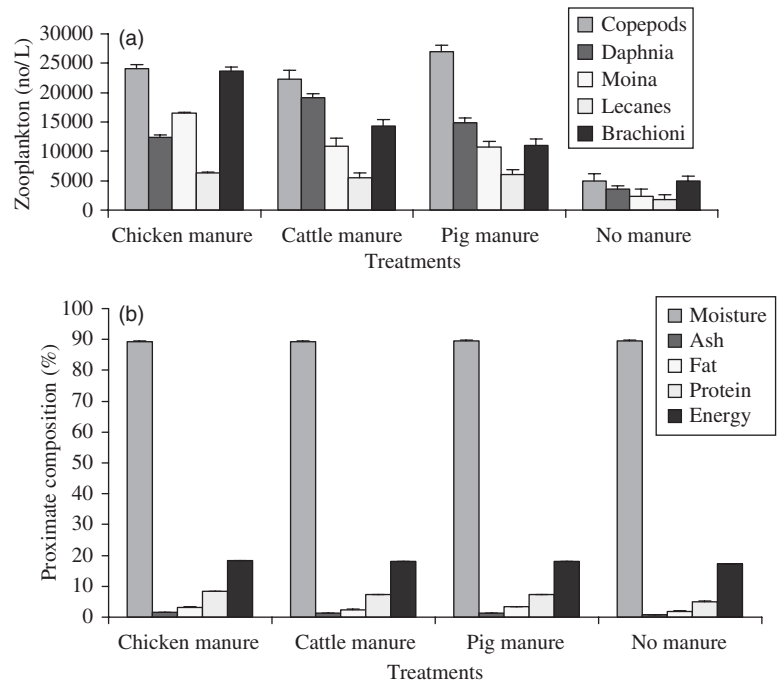 (a)
Copepods
Daphnia
Moina
Lecanes
Brachioni
Zooplankton (no/L)
30000
25000
20000
15000
10000
5000
0
Chicken manure Cattle manure Pig manure No manure
Treatments
(b)
Moisture
Ash
Fat
Protein
Energy
Proximate composition (%)
100
90
80
70
60
50
40
30
20
10
0
Chicken manure Cattle manure Pig manure No manure
Treatments